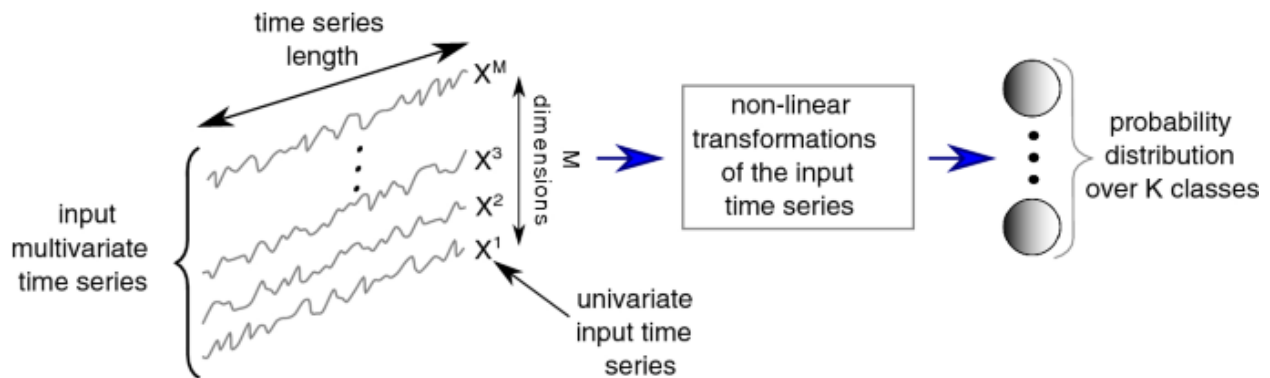 time series
length
X^M
X^3
X^2
X^1
M
dimensions
input
multivariate
time series
univariate
input time
series
non-linear
transformations
of the input
time series
probability
distribution
over K classes